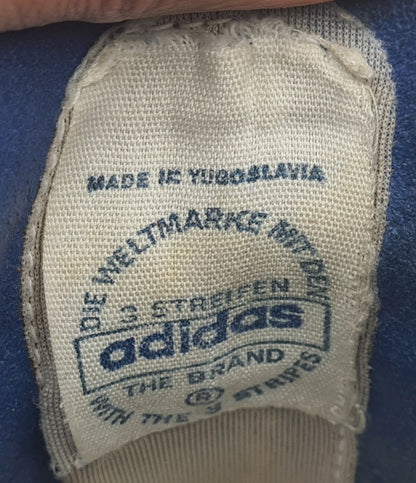 MADE IN YUGOSLAVIA
DIE WELTMARKE MIT DEN
3 STREIFEN
adidas
THE BRAND
®
WITH THE 3 STRIPES